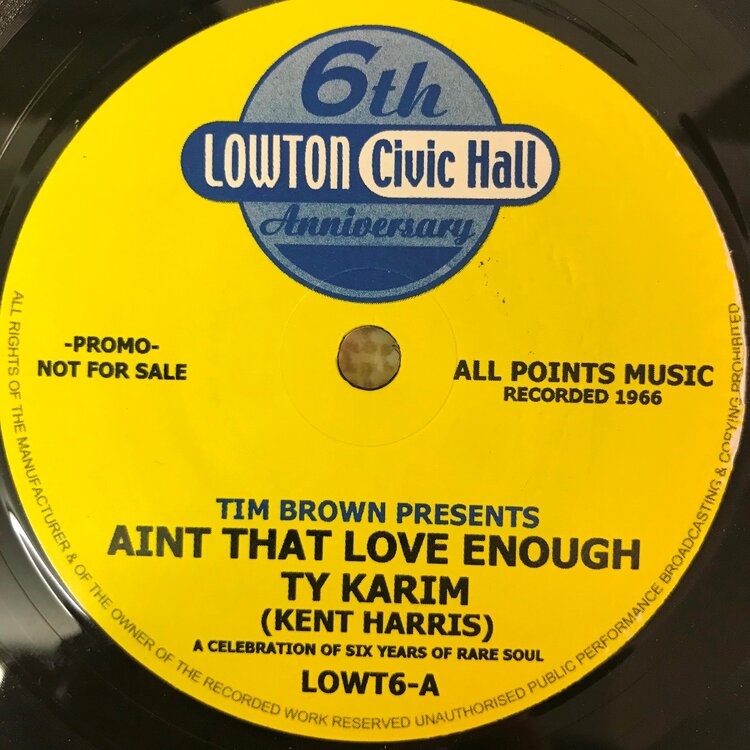 6th
LOWTON Civic Hall
Anniversary
-PROMO-
NOT FOR SALE
ALL POINTS MUSIC
RECORDED 1966
TIM BROWN PRESENTS
AINT THAT LOVE ENOUGH
TY KARIM
(KENT HARRIS)
A CELEBRATION OF SIX YEARS OF RARE SOUL
LOWT6-A
ALL RIGHTS OF THE MANUFACTURER & OF THE OWNER OF THE RECORDED WORK RESERVED UNAUTHORISED PUBLIC PERFORMANCE BROADCASTING & COPYING PROHIBITED